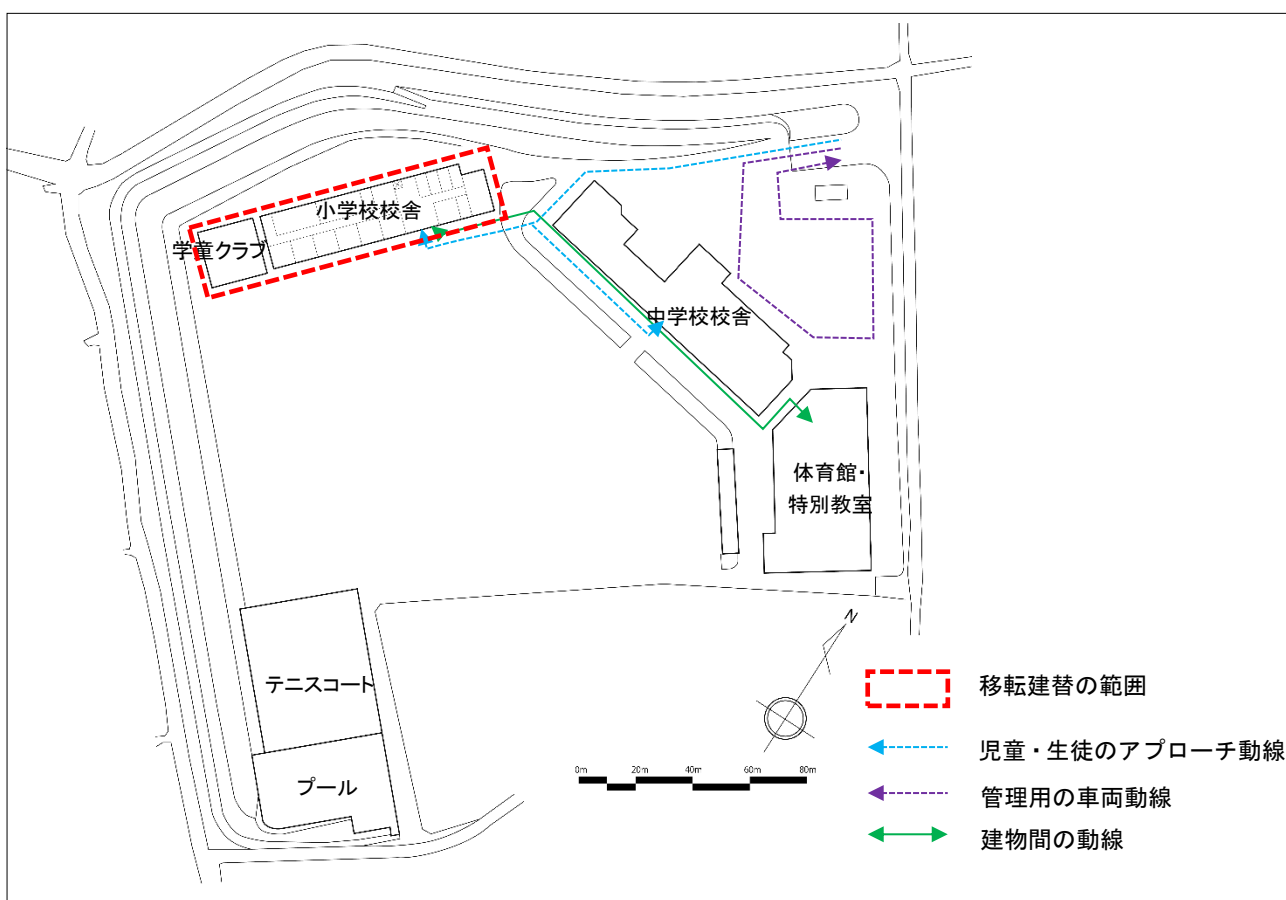 小学校校舎
学童クラブ
中学校校舎
体育館・
特別教室
テニスコート
プール
N
0m 20m 40m 60m 80m
移転建替の範囲
児童・生徒のアプローチ動線
管理用の車両動線
建物間の動線